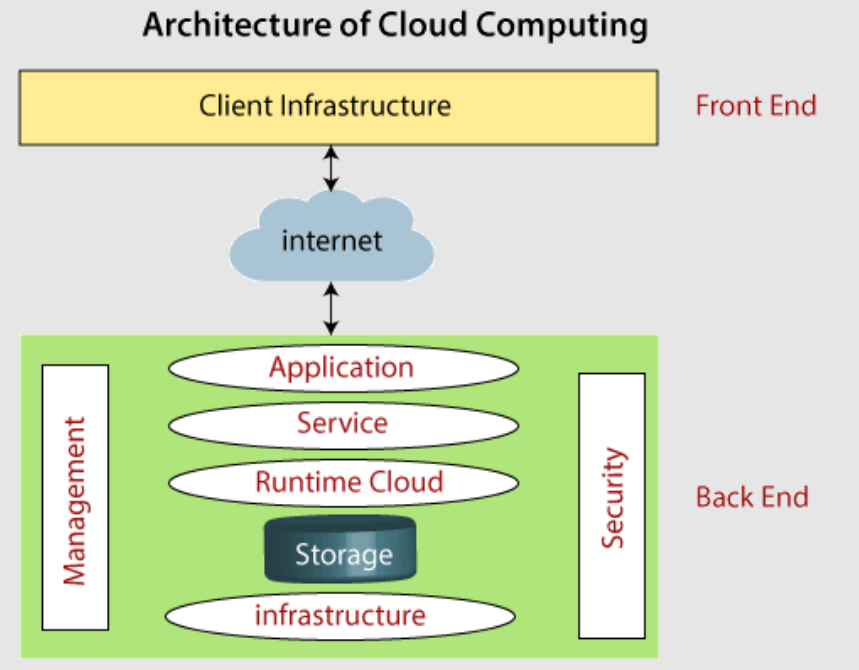 Architecture of Cloud Computing
Client Infrastructure
Front End
internet
Application
Service
Runtime Cloud
Storage
infrastructure
Management
Security
Back End